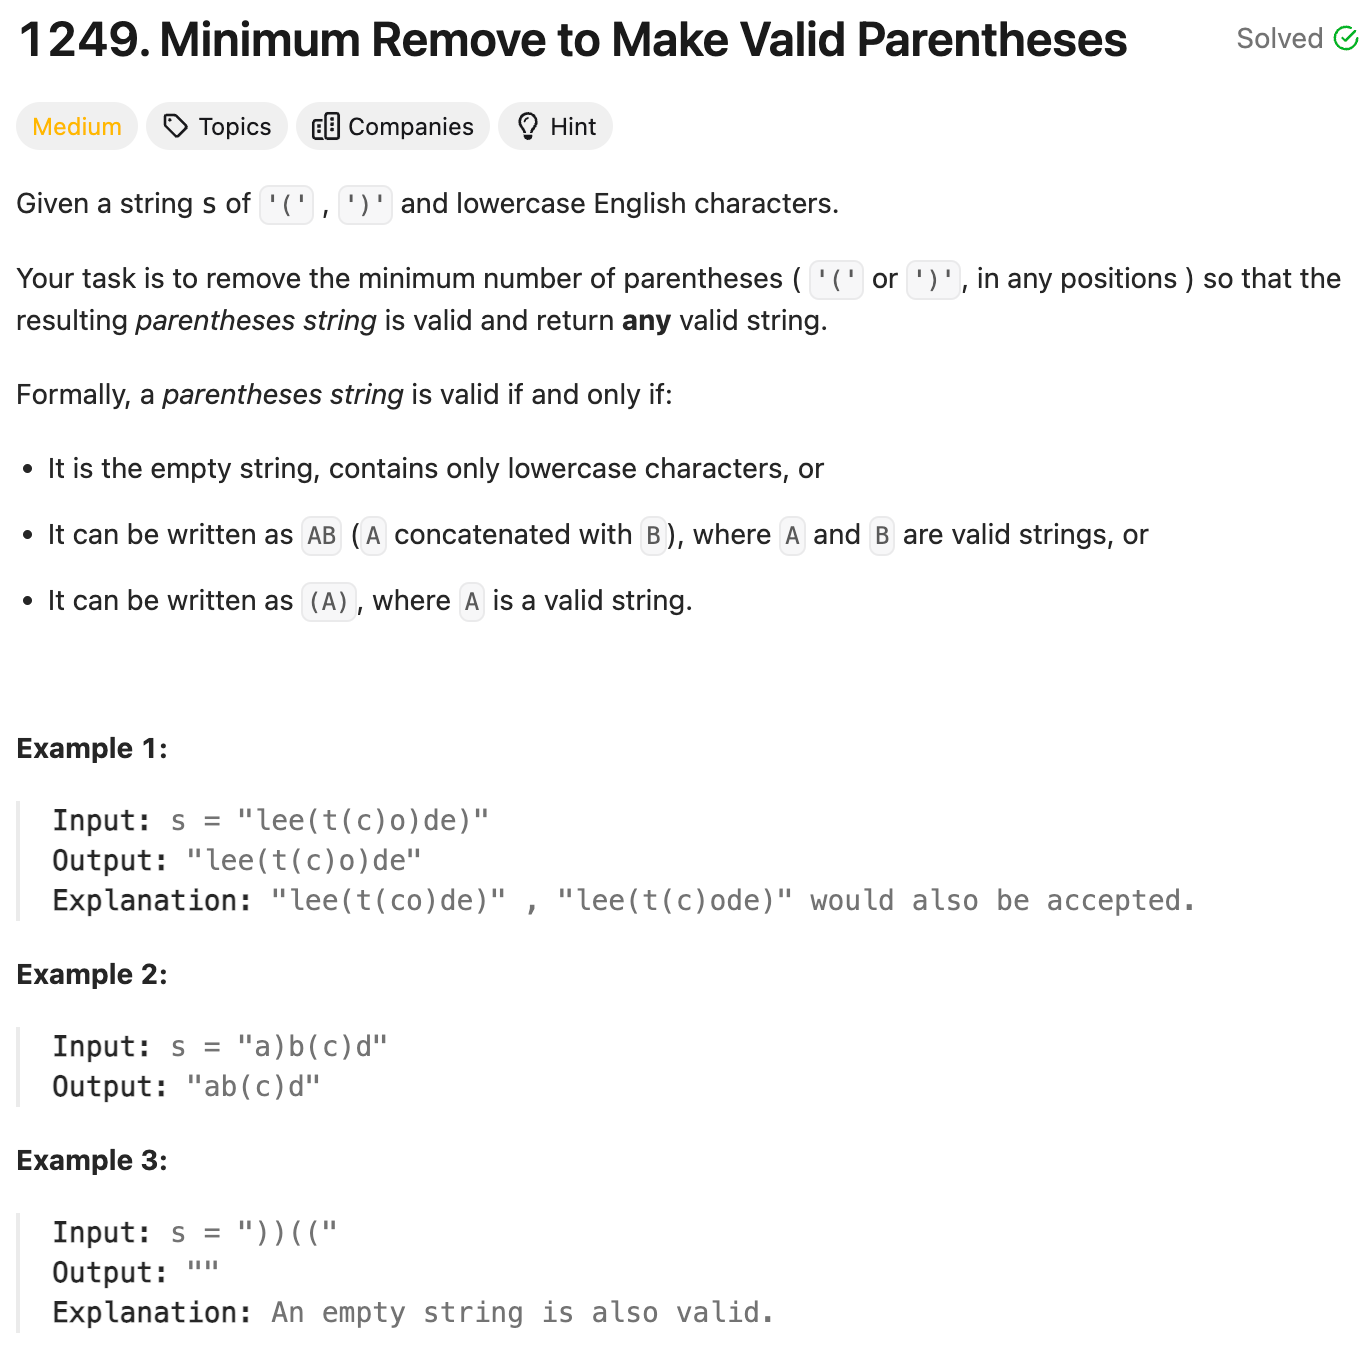 1249. Minimum Remove to Make Valid Parentheses
Solved
Medium
Topics
Companies
Hint
Given a string s of '(' , ')' and lowercase English characters.
Your task is to remove the minimum number of parentheses ( '(' or ')', in any positions ) so that the
resulting parentheses string is valid and return any valid string.
Formally, a parentheses string is valid if and only if:
• It is the empty string, contains only lowercase characters, or
• It can be written as AB (A concatenated with B), where A and B are valid strings, or
• It can be written as (A), where A is a valid string.
Example 1:
Input: s = "lee(t(c)o)de)"
Output: "lee(t(c)o)de"
Explanation: "lee(t(co)de)" , "lee(t(c)ode)" would also be accepted.
Example 2:
Input: s = "a)b(c)d"
Output: "ab(c)d"
Example 3:
Input: s = "))(("
Output: ""
Explanation: An empty string is also valid.